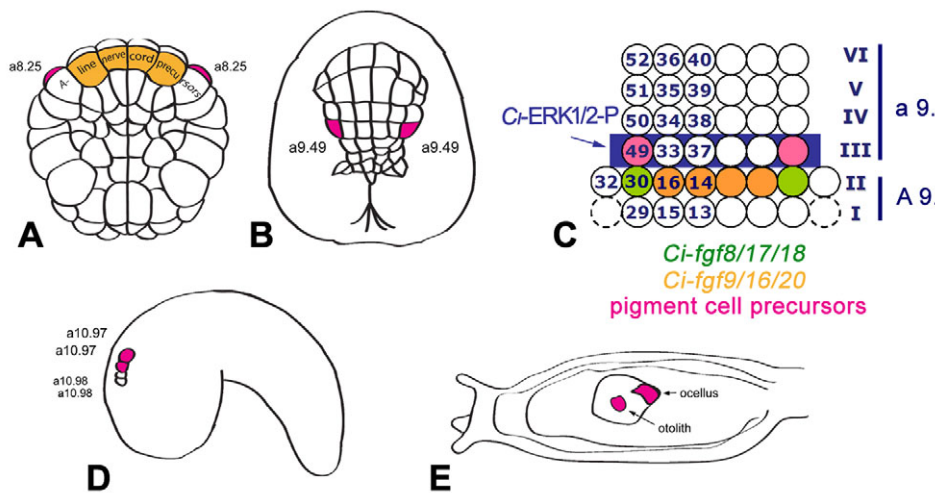 a8.25
A-
line
nerve
cord
precu
rsors
a8.25
A
a9.49
a9.49
B
Ci-ERK1/2-P
52 36 40 VI
51 35 39 V
50 34 38 IV
49 33 37 III
32 30 16 14 II
29 15 13 I
a 9.
A 9.
C
Ci-fgf8/17/18
Ci-fgf9/16/20
pigment cell precursors
a10.97
a10.97
a10.98
a10.98
D
ocellus
otolith
E